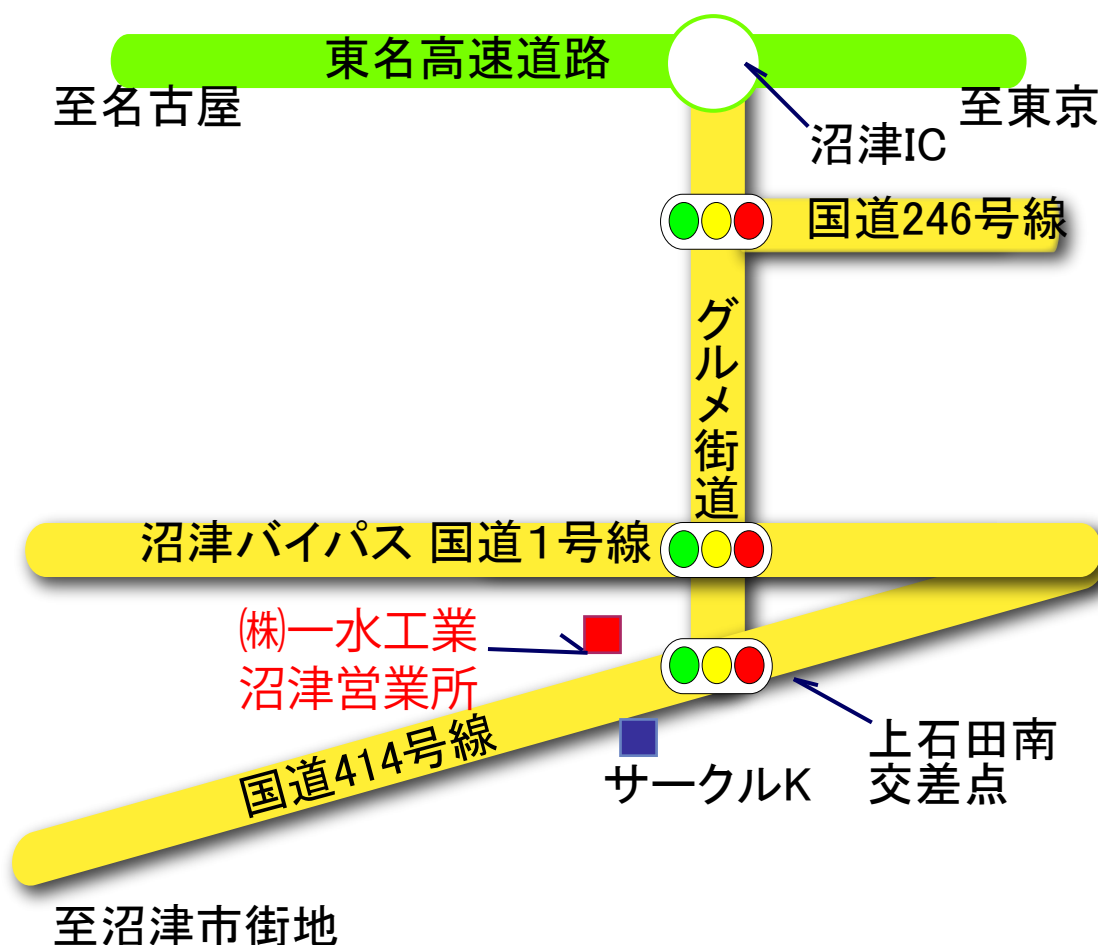 東名高速道路
至名古屋
至東京
沼津IC
国道246号線
グルメ街道
沼津バイパス 国道1号線
㈱一水工業
沼津営業所
国道414号線
上石田南
交差点
サークルK
至沼津市街地